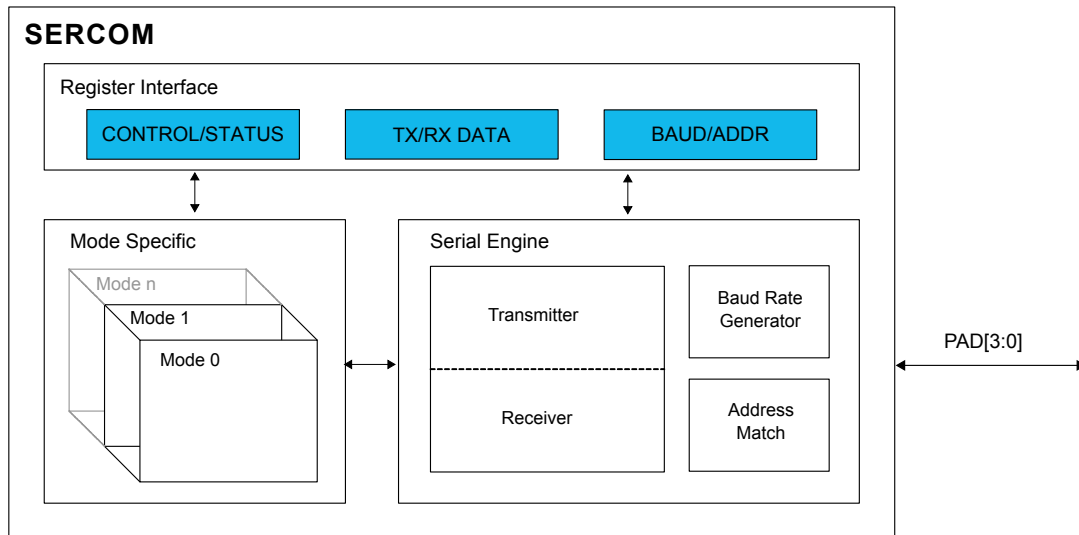 SERCOM
Register Interface
CONTROL/STATUS
TX/RX DATA
BAUD/ADDR
Mode Specific
Mode n
Mode 1
Mode 0
Serial Engine
Transmitter
Receiver
Baud Rate
Generator
Address
Match
PAD[3:0]